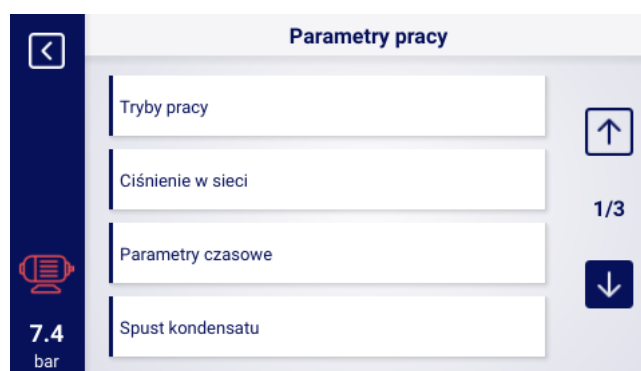 Parametry pracy
Tryby pracy
Ciśnienie w sieci
1/3
Parametry czasowe
Spust kondensatu
7.4
bar